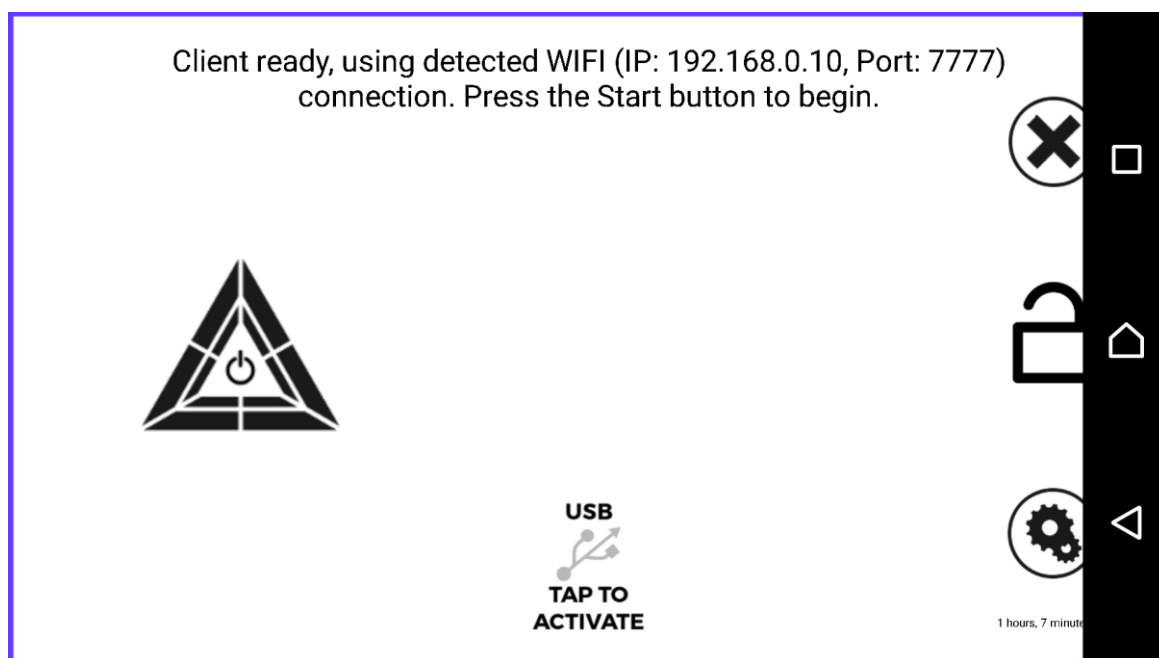 Client ready, using detected WIFI (IP: 192.168.0.10, Port: 7777)
connection. Press the Start button to begin.
USB
TAP TO
ACTIVATE
1 hours, 7 minute